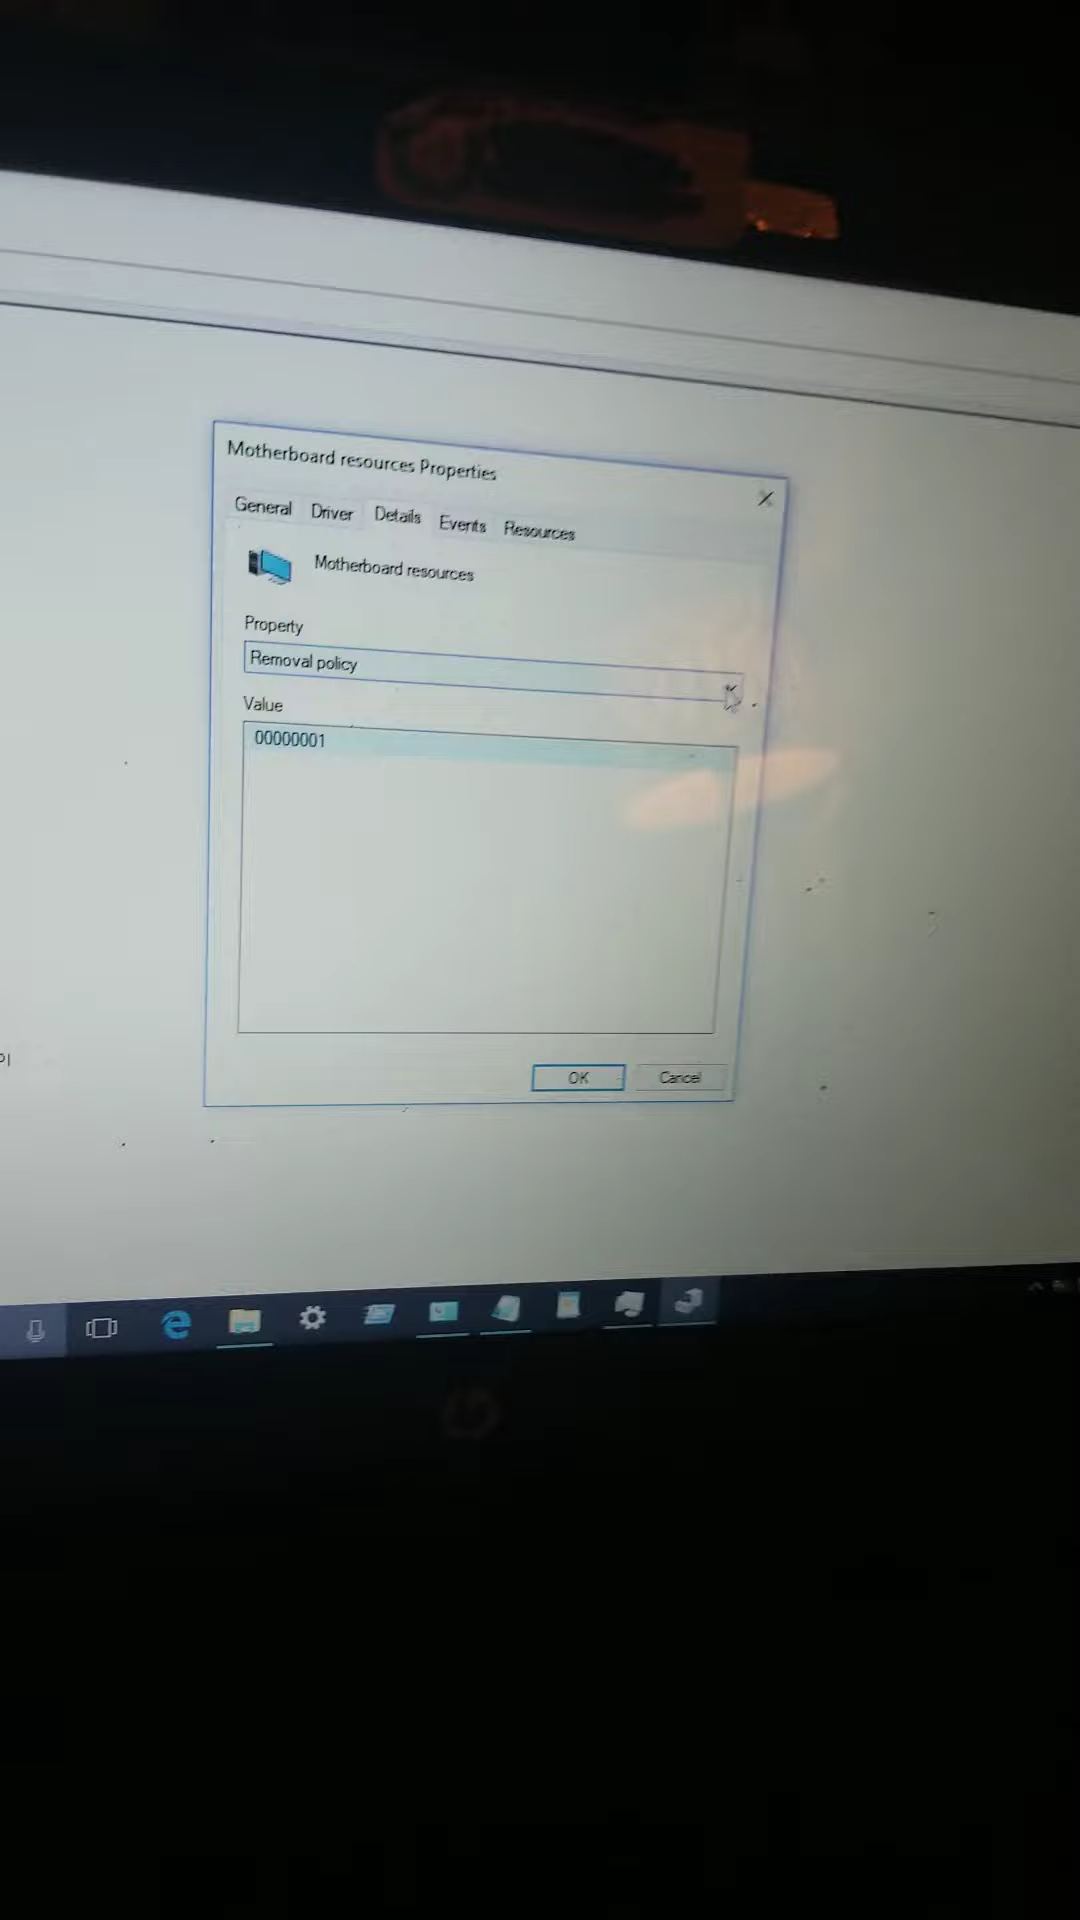 Motherboard resources Properties
General Driver Details Events Resources
Motherboard resources
Property
Removal policy
Value
00000001
OK Cancel